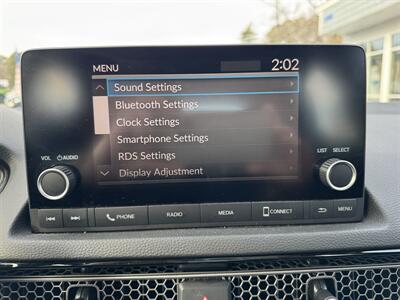 MENU 2:02
Sound Settings
Bluetooth Settings
Clock Settings
Smartphone Settings
RDS Settings
Display Adjustment
VOL AUDIO
LIST SELECT
PHONE RADIO MEDIA CONNECT MENU